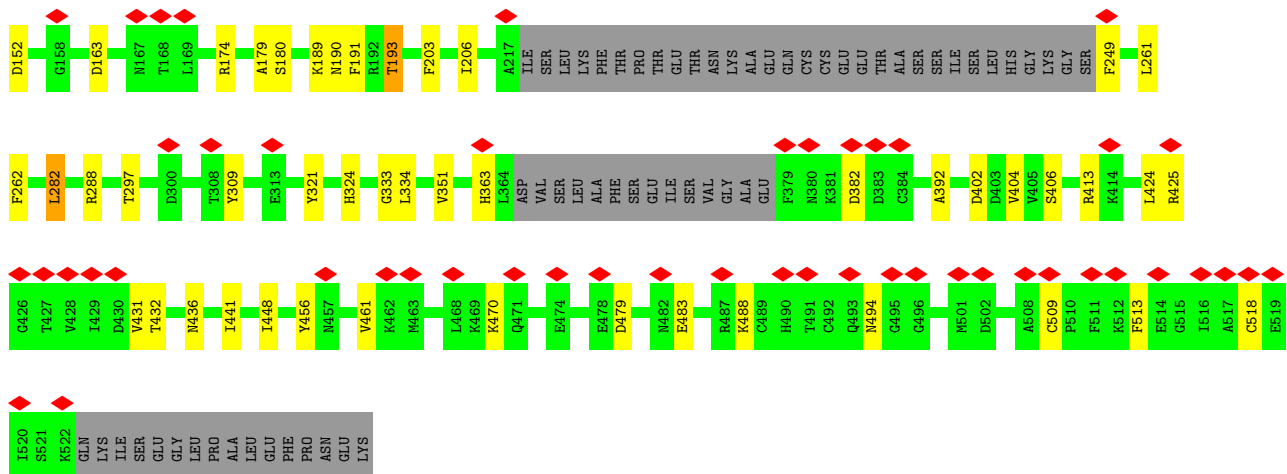 D152 G158 D163 N167 T168 L169 R174 A179 S180 K189 N190 F191 R192 T193 F203 I206 A217 ILE SER LEU LYS PHE THR PRO THR GLU THR ASN LYS ALA GLU GLN CYS CYS GLU GLU THR ALA SER SER ILE SER LEU HIS GLY LYS GLY SER F249 L261
F262 L282 R288 T297 D300 T308 Y309 E313 Y321 H324 G333 L334 V351 H363 L364 ASP VAL SER LEU ALA PHE SER GLU ILE SER VAL GLY ALA GLU F379 N380 K381 D382 D383 C384 A392 D402 D403 V404 V405 S406 R413 K414 L424 R425
G426 T427 V428 I429 D430 V431 T432 N436 I441 I448 Y456 N457 V461 K462 M463 L468 K469 K470 Q471 E474 E478 D479 N482 E483 R487 K488 C489 H490 T491 C492 Q493 N494 G495 G496 M501 D502 A508 C509 P510 F511 K512 F513 E514 G515 I516 A517 C518 E519
I520 S521 K522 GLN LYS ILE SER GLU GLY LEU PRO ALA LEU GLU PHE PRO ASN GLU LYS